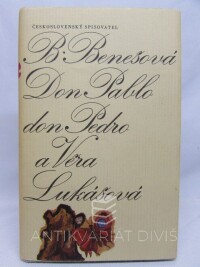 ČESKOSLOVENSKÝ SPISOVATEL
B. Benešová
Don Pablo
don Pedro
a Věra
Lukášová
ANTIKVARIÁT DIVIŠ